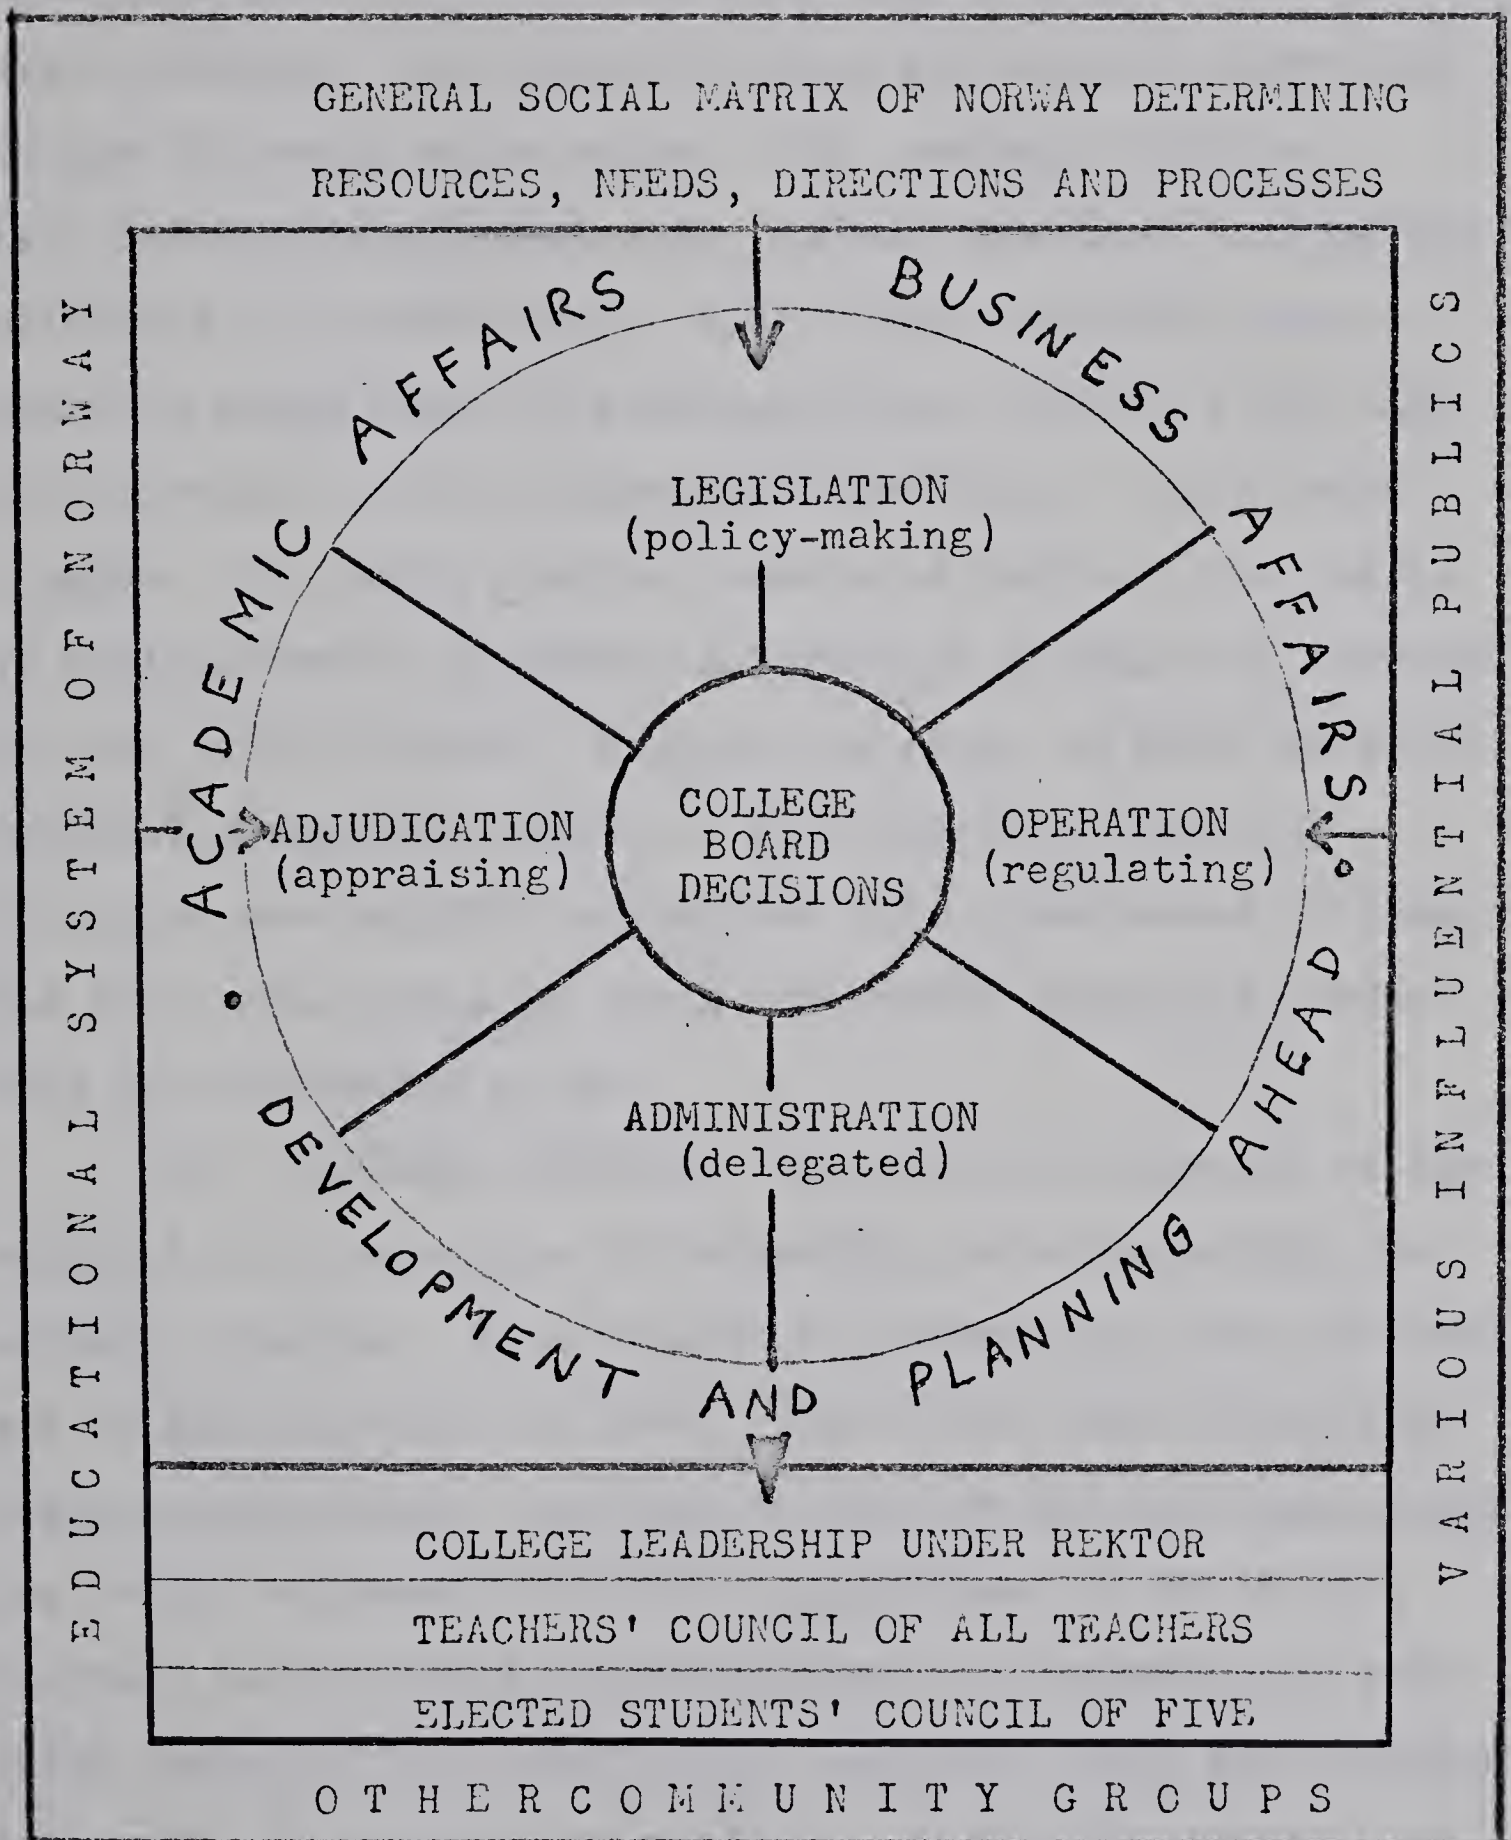 GENERAL SOCIAL MATRIX OF NORWAY DETERMINING
RESOURCES, NEEDS, DIRECTIONS AND PROCESSES
EDUCATIONAL SYSTEM OF NORWAY
VARIOUS INFLUENTIAL PUBLICS
ACADEMIC AFFAIRS
BUSINESS AFFAIRS
LEGISLATION
(policy-making)
ADJUDICATION
(appraising)
COLLEGE
BOARD
DECISIONS
OPERATION
(regulating)
ADMINISTRATION
(delegated)
DEVELOPMENT AND PLANNING AHEAD
COLLEGE LEADERSHIP UNDER REKTOR
TEACHERS' COUNCIL OF ALL TEACHERS
ELECTED STUDENTS' COUNCIL OF FIVE
OTHERCOMMUNITY GROUPS